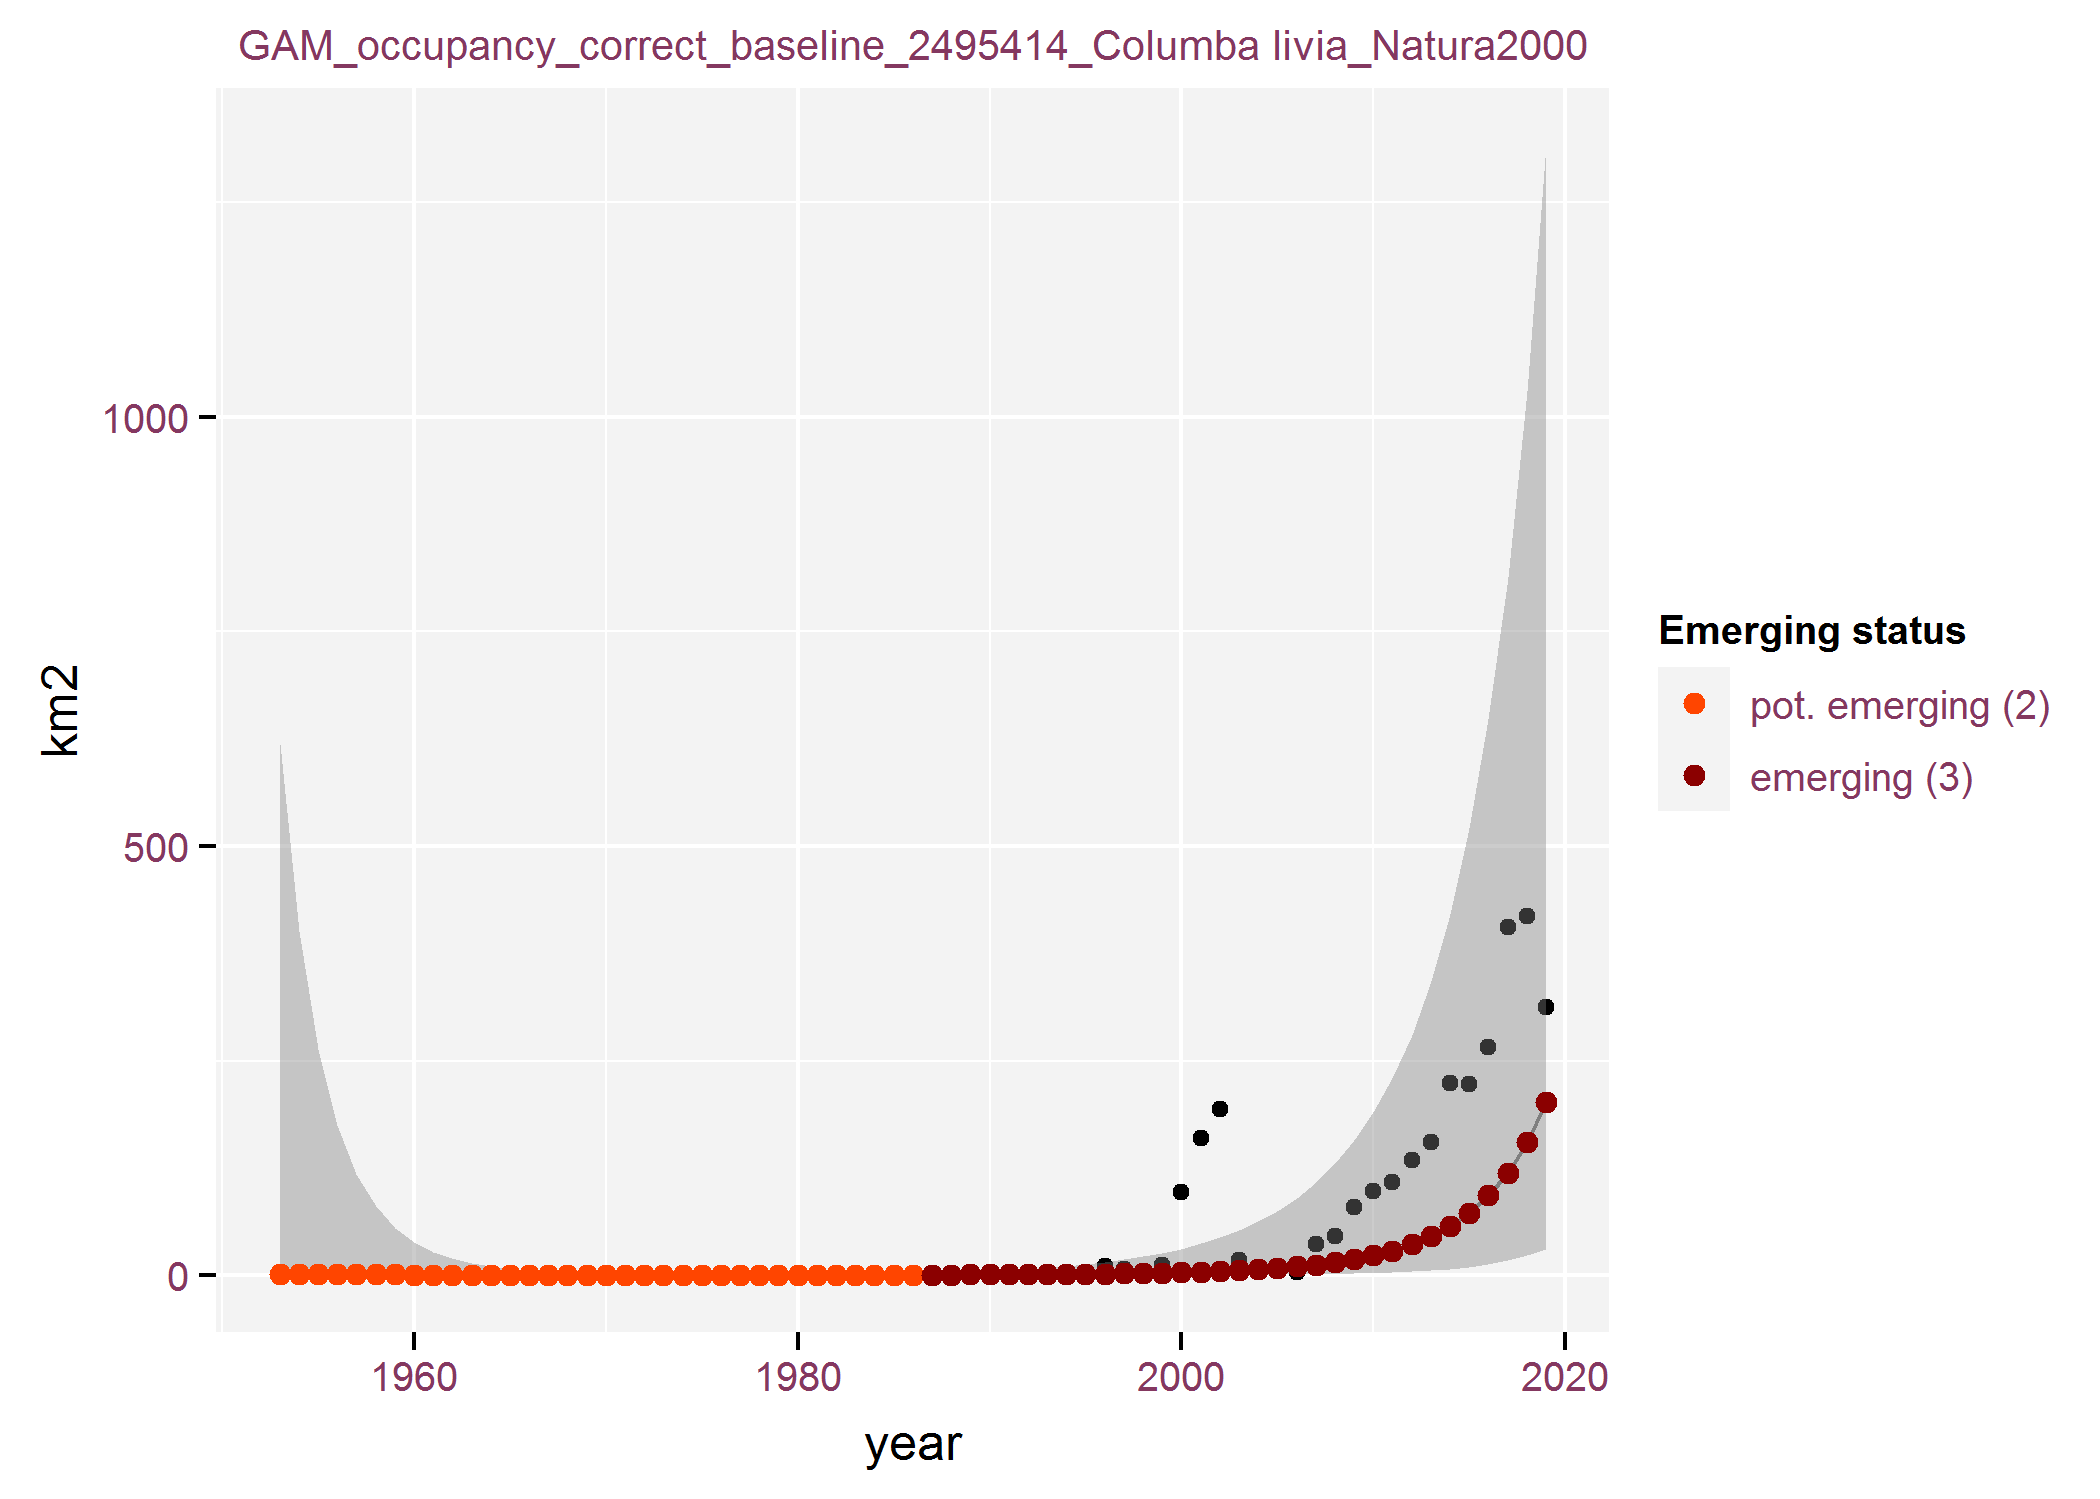 GAM_occupancy_correct_baseline_2495414_Columba livia_Natura2000
1000
500
0
km2
1960 1980 2000 2020
year
Emerging status
pot. emerging (2)
emerging (3)